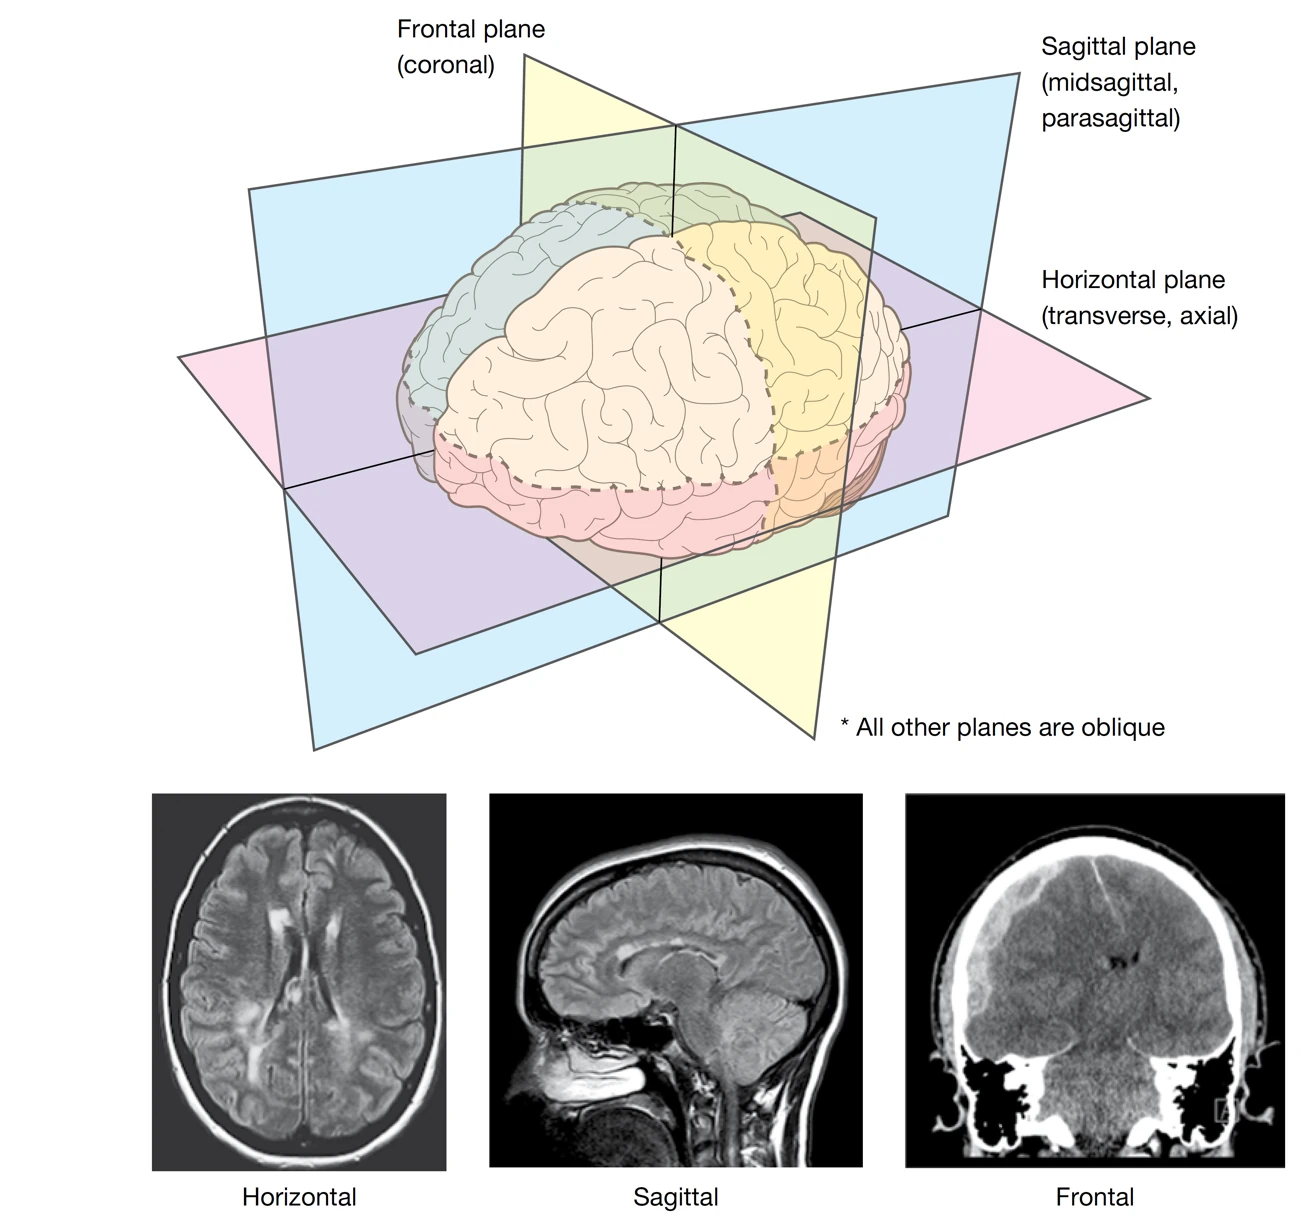 Frontal plane
(coronal)
Sagittal plane
(midsagittal,
parasagittal)
Horizontal plane
(transverse, axial)
* All other planes are oblique
A
Horizontal
Sagittal
Frontal